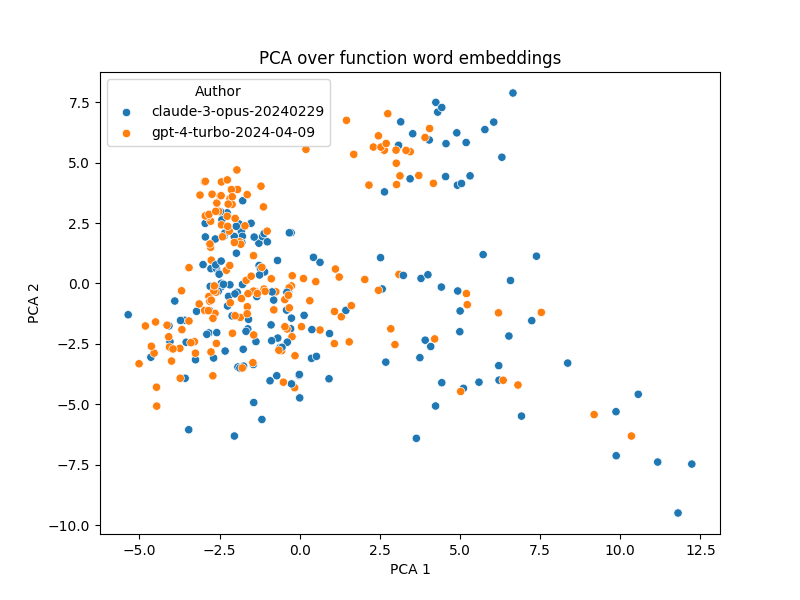 PCA over function word embeddings
Author
claude-3-opus-20240229
gpt-4-turbo-2024-04-09
7.5
5.0
2.5
0.0
−2.5
−5.0
−7.5
−10.0
PCA 2
−5.0 −2.5 0.0 2.5 5.0 7.5 10.0 12.5
PCA 1